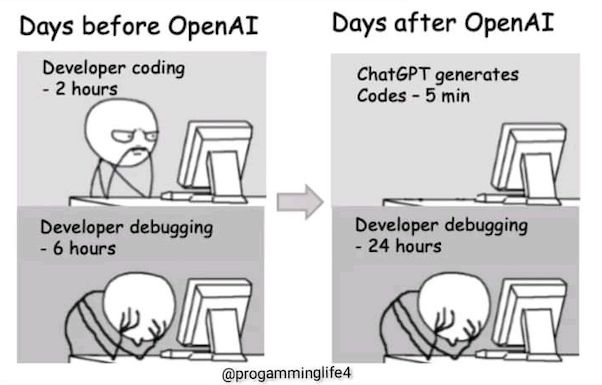 Days before OpenAI
Developer coding
- 2 hours
Developer debugging
- 6 hours
Days after OpenAI
ChatGPT generates
Codes - 5 min
Developer debugging
- 24 hours
@progamminglife4